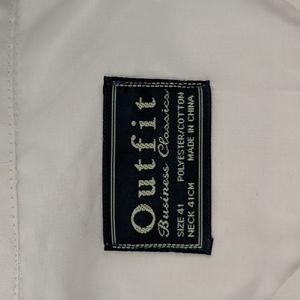 Outfit
Business Classics
SIZE 41 POLYESTER/COTTON
NECK 41CM MADE IN CHINA